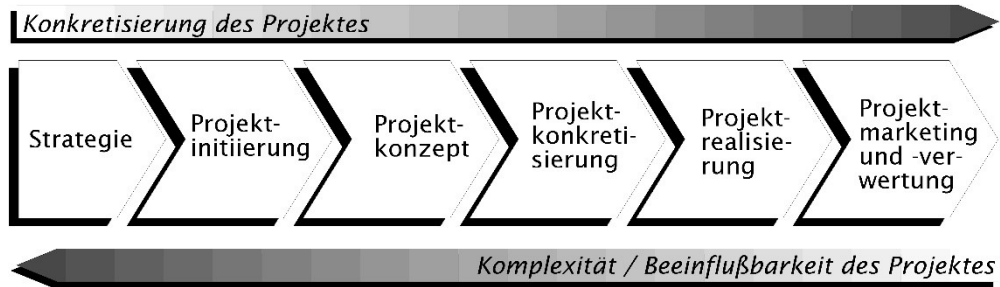 Konkretisierung des Projektes
Strategie
Projekt-
initiierung
Projekt-
konzept
Projekt-
konkreti-
sierung
Projekt-
realisie-
rung
Projekt-
marketing
und -ver-
wertung
Komplexität / Beeinflußbarkeit des Projektes